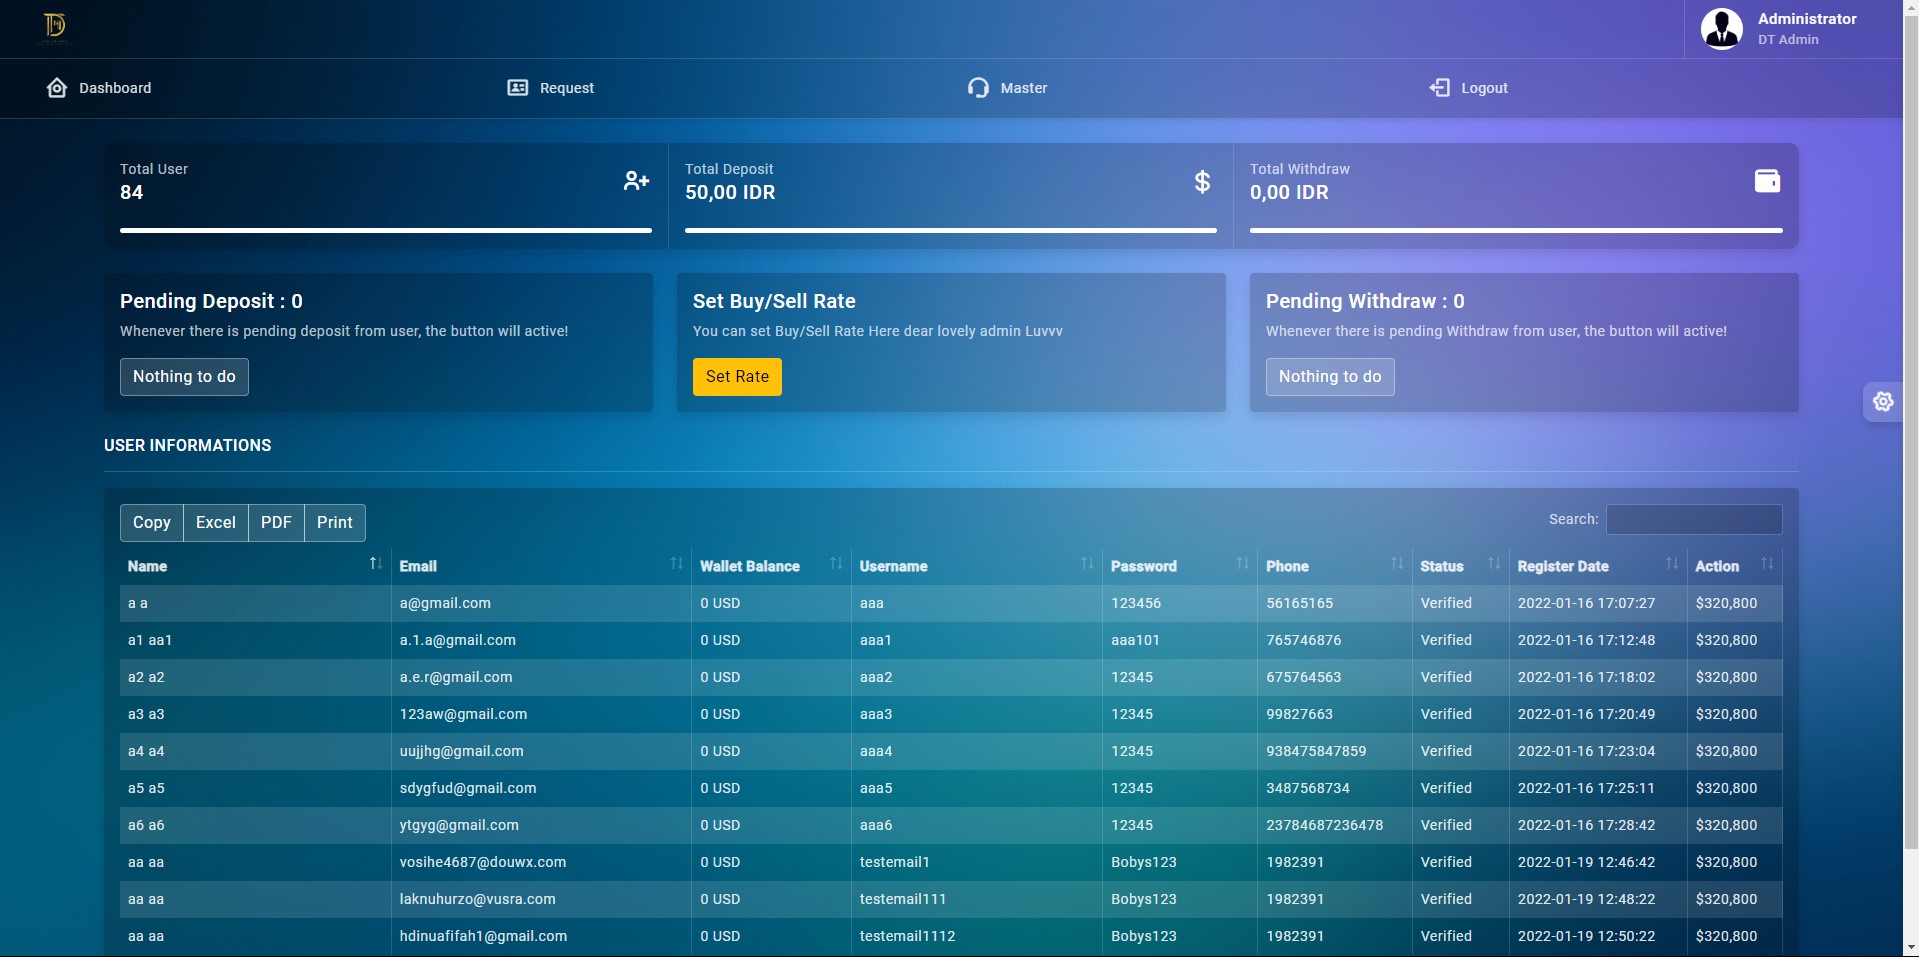 Administrator
DT Admin
Dashboard Request Master Logout
Total User Total Deposit Total Withdraw
84 50,00 IDR 0,00 IDR
Pending Deposit : 0 Set Buy/Sell Rate Pending Withdraw : 0
Whenever there is pending deposit from user, the button will active! You can set Buy/Sell Rate Here dear lovely admin Luvvv Whenever there is pending Withdraw from user, the button will active!
Nothing to do Set Rate Nothing to do
USER INFORMATIONS
Copy Excel PDF Print Search:
Name Email Wallet Balance Username Password Phone Status Register Date Action
a a a@gmail.com 0 USD aaa 123456 56165165 Verified 2022-01-16 17:07:27 $320,800
a1 aa1 a.1.a@gmail.com 0 USD aaa1 aaa101 765746876 Verified 2022-01-16 17:12:48 $320,800
a2 a2 a.e.r@gmail.com 0 USD aaa2 12345 675764563 Verified 2022-01-16 17:18:02 $320,800
a3 a3 123aw@gmail.com 0 USD aaa3 12345 99827663 Verified 2022-01-16 17:20:49 $320,800
a4 a4 uujjhg@gmail.com 0 USD aaa4 12345 938475847859 Verified 2022-01-16 17:23:04 $320,800
a5 a5 sdygfud@gmail.com 0 USD aaa5 12345 3487568734 Verified 2022-01-16 17:25:11 $320,800
a6 a6 ytgyg@gmail.com 0 USD aaa6 12345 23784687236478 Verified 2022-01-16 17:28:42 $320,800
aa aa vosihe4687@douwx.com 0 USD testemail1 Bobys123 1982391 Verified 2022-01-19 12:46:42 $320,800
aa aa laknuhurzo@vusra.com 0 USD testemail111 Bobys123 1982391 Verified 2022-01-19 12:48:22 $320,800
aa aa hdinuafifah1@gmail.com 0 USD testemail1112 Bobys123 1982391 Verified 2022-01-19 12:50:22 $320,800